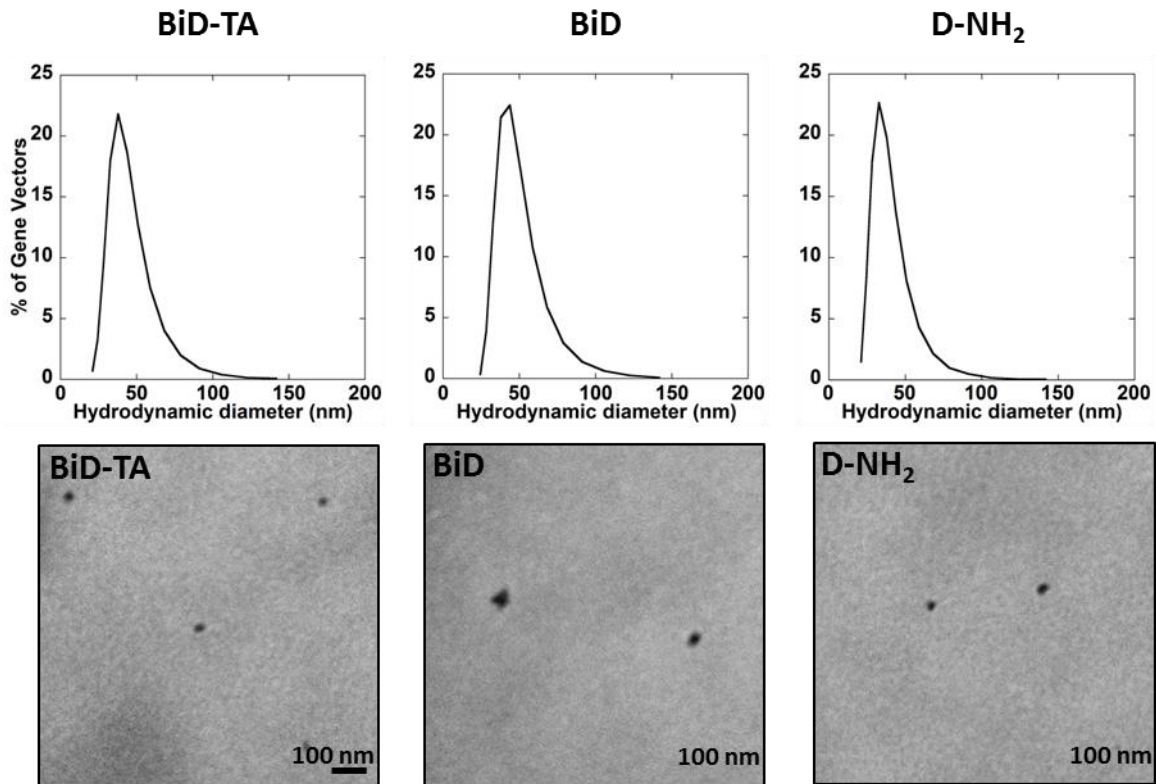 BiD-TA BiD D-NH₂
% of Gene Vectors
25
20
15
10
5
0
0 50 100 150 200
Hydrodynamic diameter (nm)
25
20
15
10
5
0
0 50 100 150 200
Hydrodynamic diameter (nm)
25
20
15
10
5
0
0 50 100 150 200
Hydrodynamic diameter (nm)
BiD-TA
100 nm
BiD
100 nm
D-NH₂
100 nm